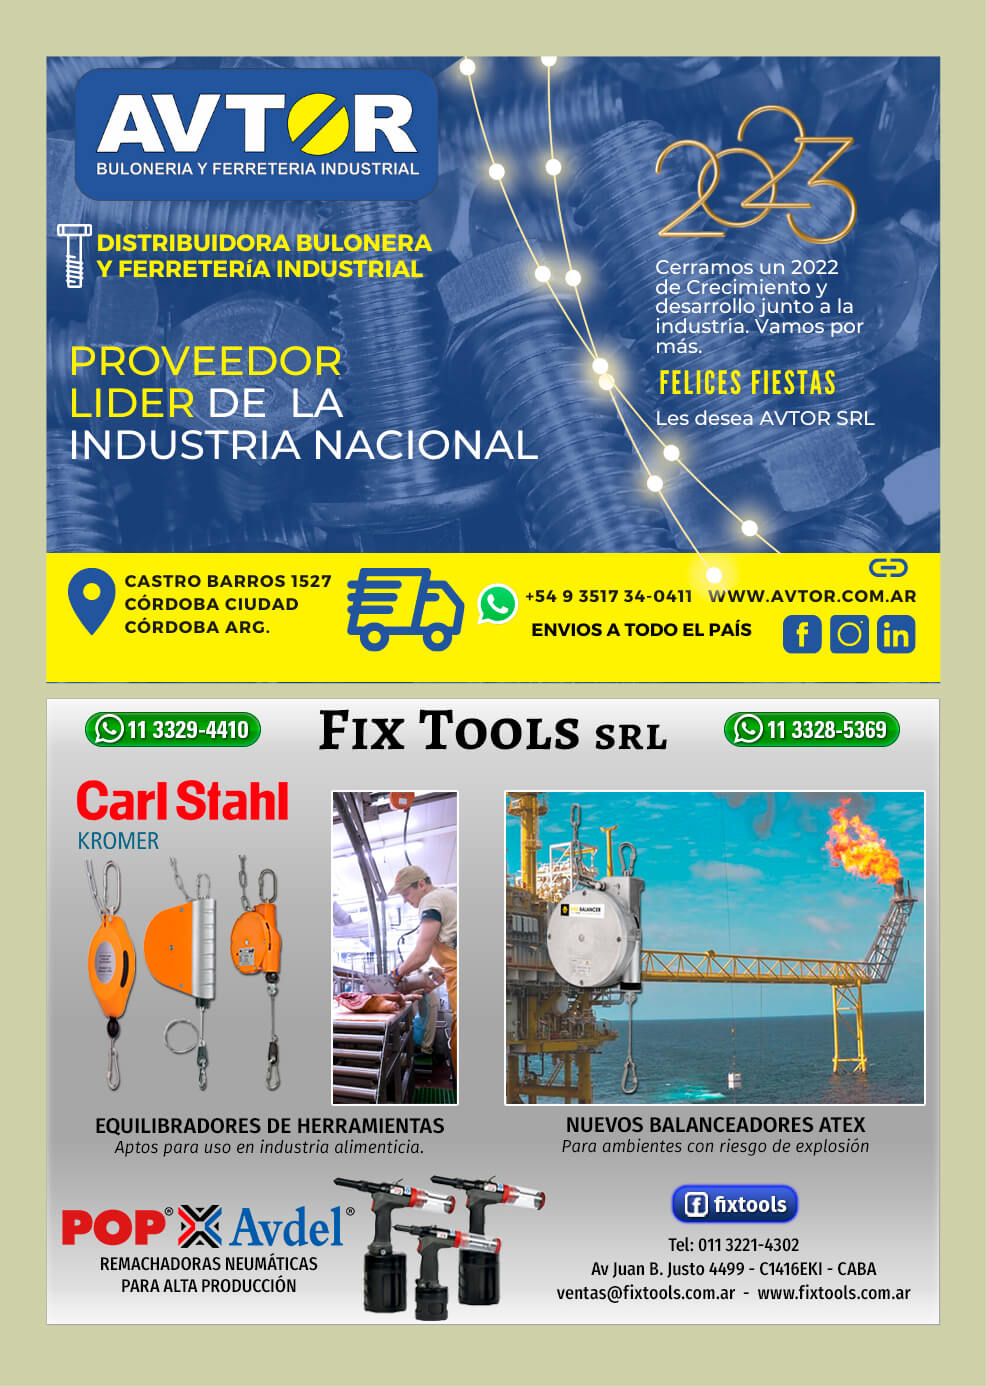 AVTOR
BULONERIA Y FERRETERIA INDUSTRIAL
DISTRIBUIDORA BULONERA
Y FERRETERíA INDUSTRIAL
PROVEEDOR
LIDER DE LA
INDUSTRIA NACIONAL
2023
Cerramos un 2022
de Crecimiento y
desarrollo junto a la
industria. Vamos por
más.
FELICES FIESTAS
Les desea AVTOR SRL
CASTRO BARROS 1527
CÓRDOBA CIUDAD
CÓRDOBA ARG.
+54 9 3517 34-0411 WWW.AVTOR.COM.AR
ENVIOS A TODO EL PAÍS
11 3329-4410
FIX TOOLS SRL
11 3328-5369
Carl Stahl
KROMER
BALANCER
EQUILIBRADORES DE HERRAMIENTAS
Aptos para uso en industria alimenticia.
NUEVOS BALANCEADORES ATEX
Para ambientes con riesgo de explosión
POP® Avdel®
REMACHADORAS NEUMÁTICAS
PARA ALTA PRODUCCIÓN
fixtools
Tel: 011 3221-4302
Av Juan B. Justo 4499 - C1416EKI - CABA
ventas@fixtools.com.ar - www.fixtools.com.ar